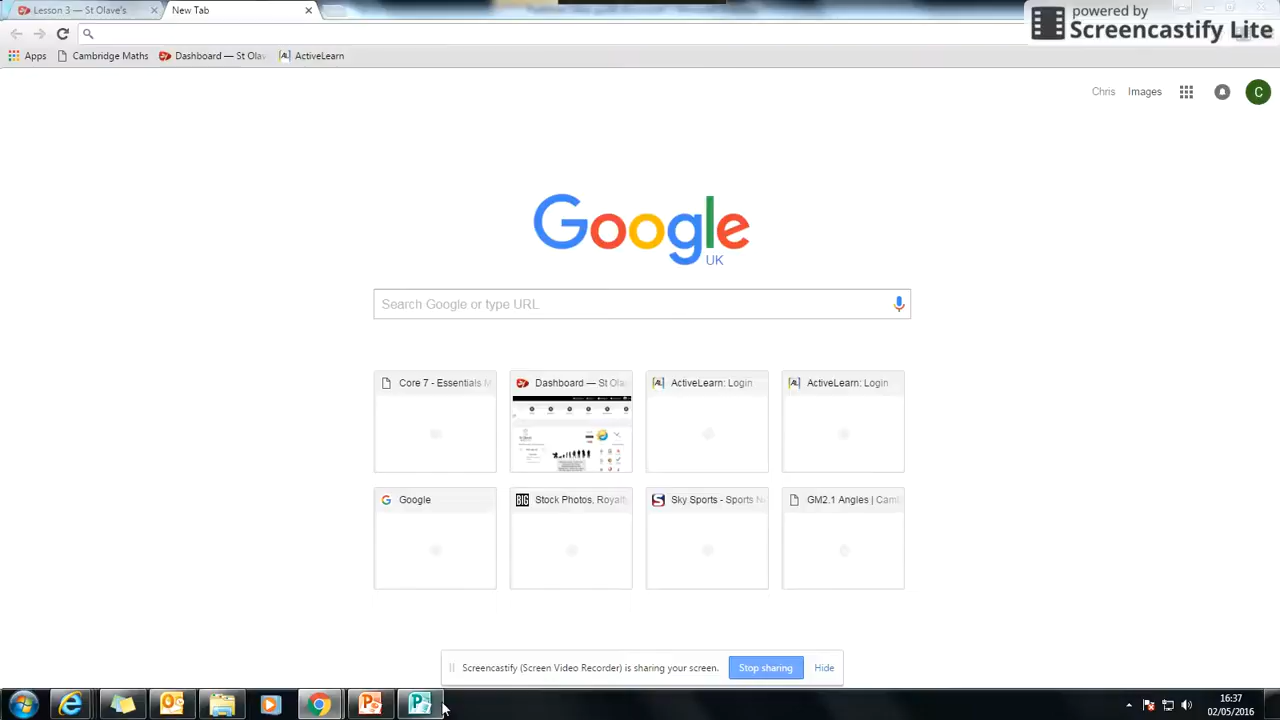 Lesson 3 — St Olave's
New Tab
powered by
Screencastify Lite
Apps
Cambridge Maths
Dashboard — St Olav
ActiveLearn
Chris
Images
C
Google
UK
Search Google or type URL
Core 7 - Essentials M
Dashboard — St Ola
ActiveLearn: Login
ActiveLearn: Login
Google
BIG
Stock Photos, Royalty
Sky Sports - Sports N
GM2.1 Angles | Cam
Screencastify (Screen Video Recorder) is sharing your screen.
Stop sharing
Hide
16:37
02/05/2016